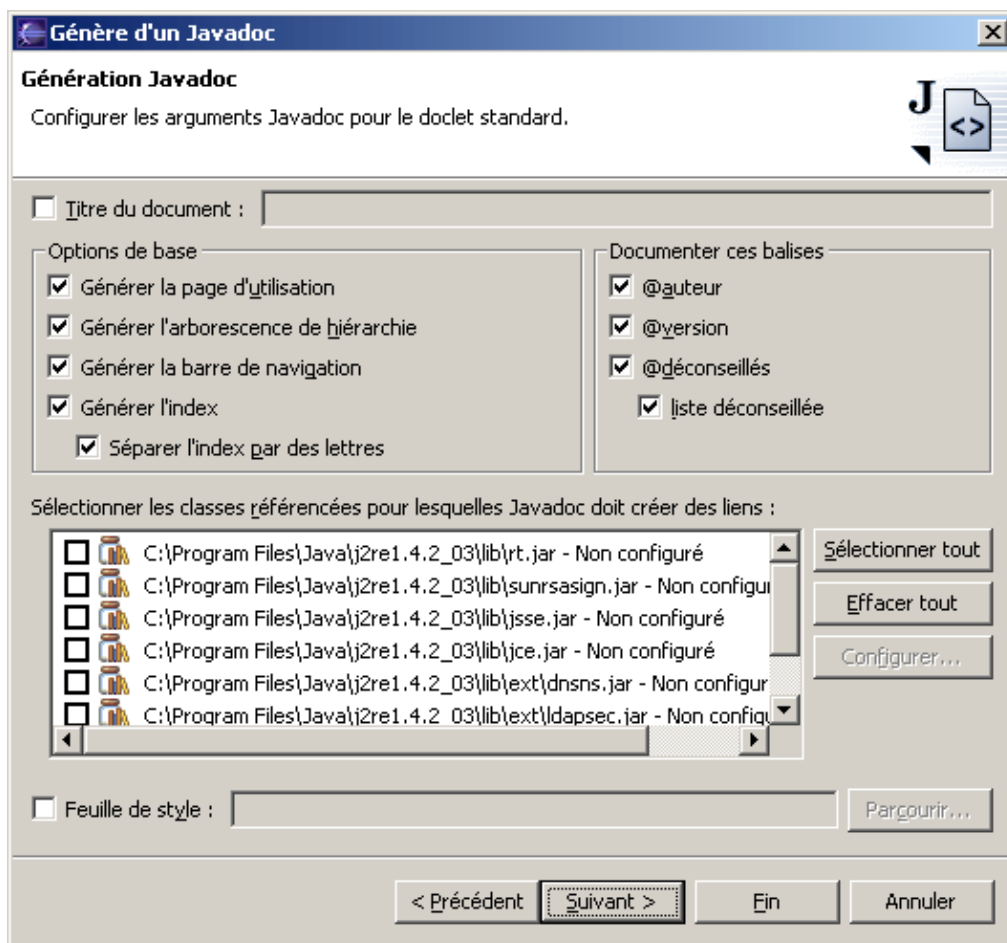 Génère d'un Javadoc
Génération Javadoc
Configurer les arguments Javadoc pour le doclet standard.
J
<>
Titre du document :
Options de base
Documenter ces balises
Générer la page d'utilisation
@auteur
Générer l'arborescence de hiérarchie
@version
Générer la barre de navigation
@déconseillés
Générer l'index
liste déconseillée
Séparer l'index par des lettres
Sélectionner les classes référencées pour lesquelles Javadoc doit créer des liens :
C:\Program Files\Java\j2re1.4.2_03\lib\rt.jar - Non configuré
Sélectionner tout
C:\Program Files\Java\j2re1.4.2_03\lib\sunrsasign.jar - Non configur
Effacer tout
C:\Program Files\Java\j2re1.4.2_03\lib\jsse.jar - Non configuré
C:\Program Files\Java\j2re1.4.2_03\lib\jce.jar - Non configuré
Configurer...
C:\Program Files\Java\j2re1.4.2_03\lib\ext\dnsns.jar - Non configur
C:\Program Files\Java\j2re1.4.2_03\lib\ext\ldapsec.jar - Non configu
Feuille de style :
Parcourir...
< Précédent
Suivant >
Fin
Annuler